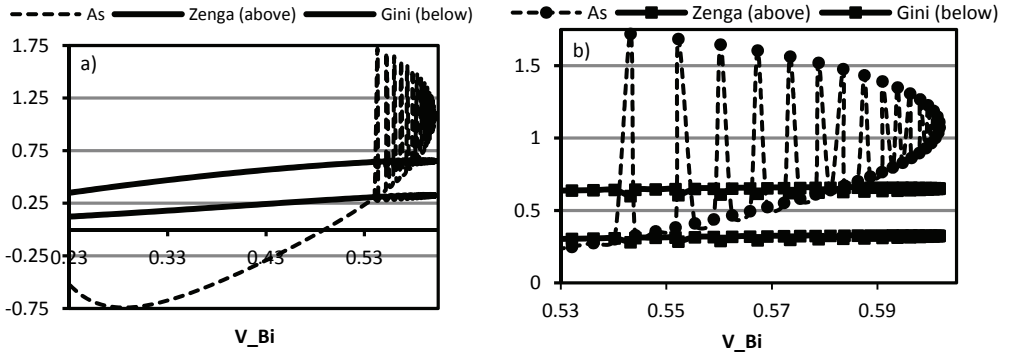 As Zenga (above) Gini (below)
a)
1.75
1.25
0.75
0.25
-0.25
-0.75
0.23 0.33 0.43 0.53
V_Bi
As Zenga (above) Gini (below)
b)
1.5
1
0.5
0
0.53 0.55 0.57 0.59
V_Bi